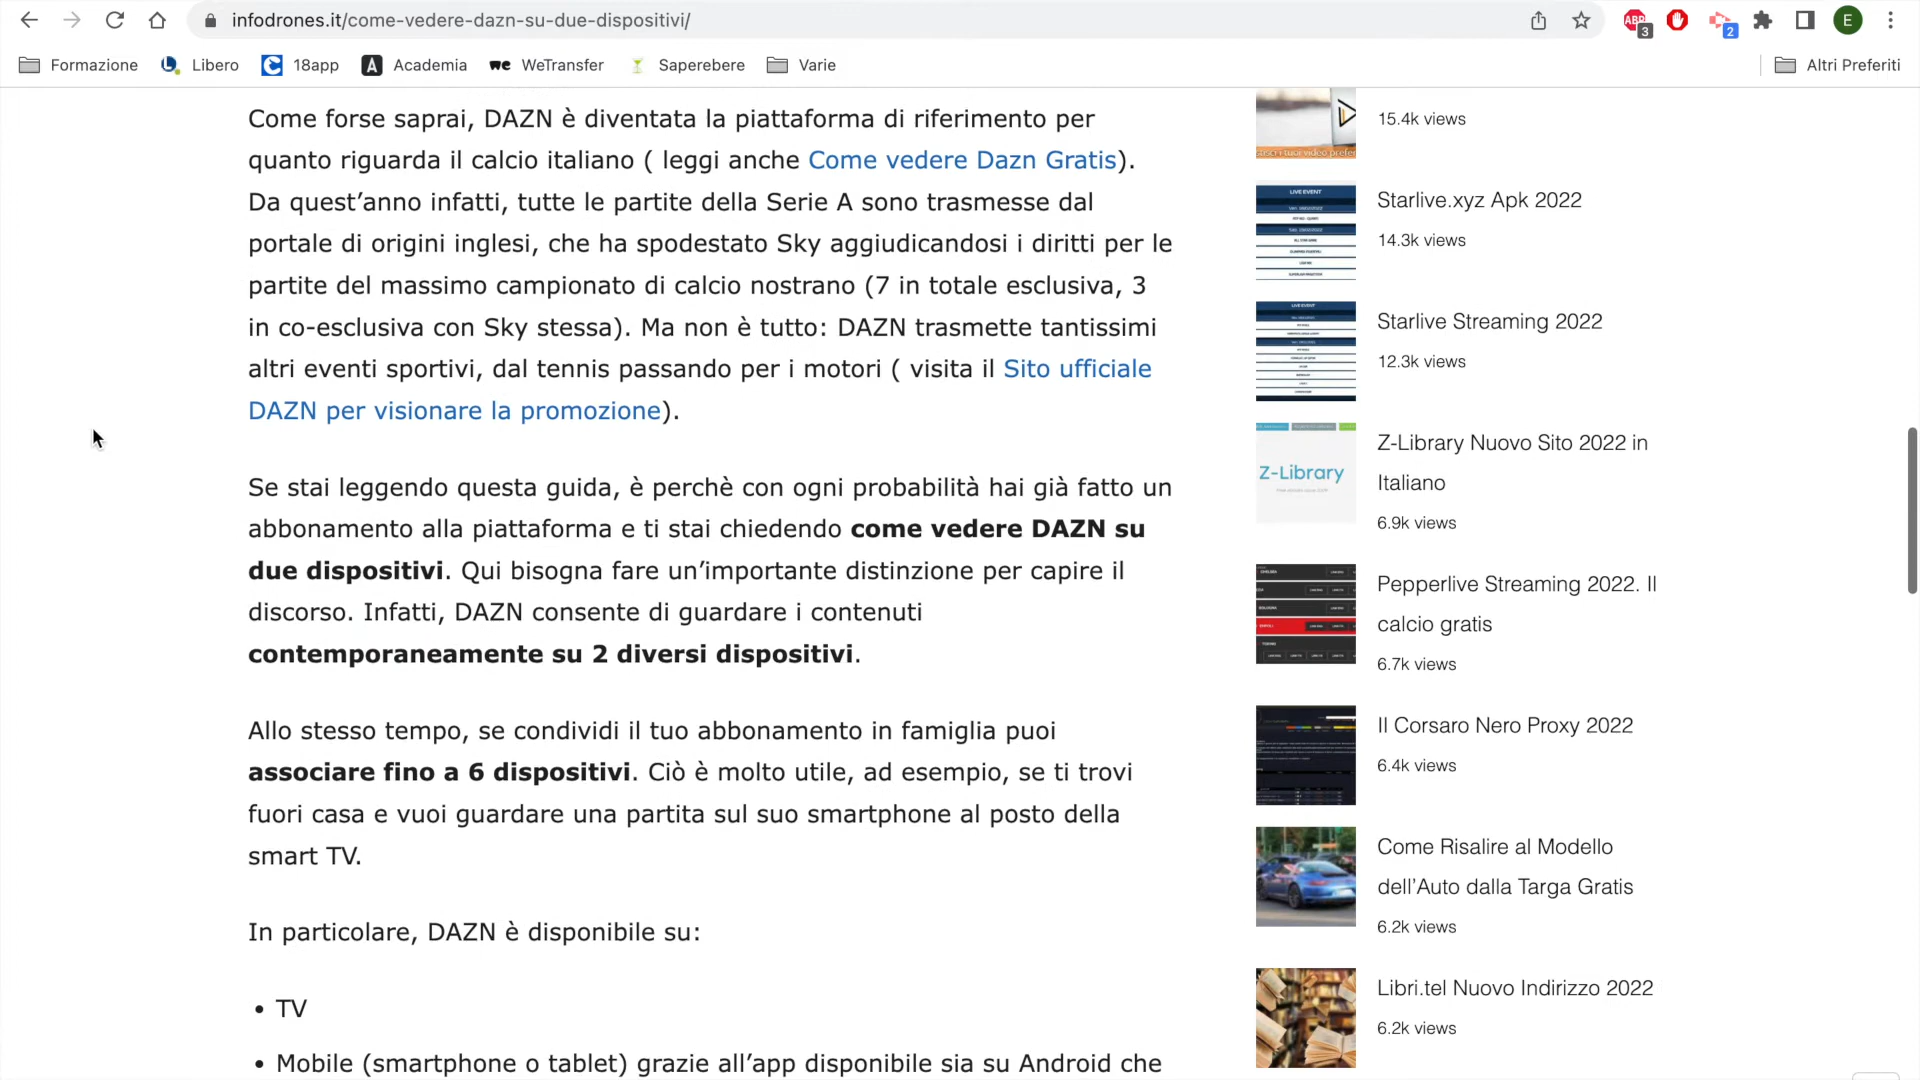 infodrones.it/come-vedere-dazn-su-due-dispositivi/
ABP 3 2 E
Formazione Libero 18app Academia WeTransfer Saperebere Varie Altri Preferiti
Come forse saprai, DAZN è diventata la piattaforma di riferimento per
quanto riguarda il calcio italiano ( leggi anche Come vedere Dazn Gratis).
Da quest’anno infatti, tutte le partite della Serie A sono trasmesse dal
portale di origini inglesi, che ha spodestato Sky aggiudicandosi i diritti per le
partite del massimo campionato di calcio nostrano (7 in totale esclusiva, 3
in co-esclusiva con Sky stessa). Ma non è tutto: DAZN trasmette tantissimi
altri eventi sportivi, dal tennis passando per i motori ( visita il Sito ufficiale
DAZN per visionare la promozione).
Se stai leggendo questa guida, è perchè con ogni probabilità hai già fatto un
abbonamento alla piattaforma e ti stai chiedendo come vedere DAZN su
due dispositivi. Qui bisogna fare un’importante distinzione per capire il
discorso. Infatti, DAZN consente di guardare i contenuti
contemporaneamente su 2 diversi dispositivi.
Allo stesso tempo, se condividi il tuo abbonamento in famiglia puoi
associare fino a 6 dispositivi. Ciò è molto utile, ad esempio, se ti trovi
fuori casa e vuoi guardare una partita sul suo smartphone al posto della
smart TV.
In particolare, DAZN è disponibile su:
• TV
• Mobile (smartphone o tablet) grazie all’app disponibile sia su Android che
15.4k views
LIVE EVENT
Starlive.xyz Apk 2022
14.3k views
LIVE EVENT
Starlive Streaming 2022
12.3k views
Z-Library
Z-Library Nuovo Sito 2022 in
Italiano
6.9k views
Pepperlive Streaming 2022. Il
calcio gratis
6.7k views
Il Corsaro Nero Proxy 2022
6.4k views
Come Risalire al Modello
dell’Auto dalla Targa Gratis
6.2k views
Libri.tel Nuovo Indirizzo 2022
6.2k views